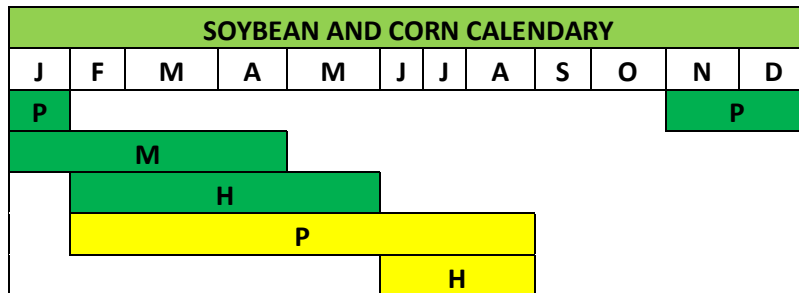 SOYBEAN AND CORN CALENDARY
J F M A M J J A S O N D
P P
M
H
P
H